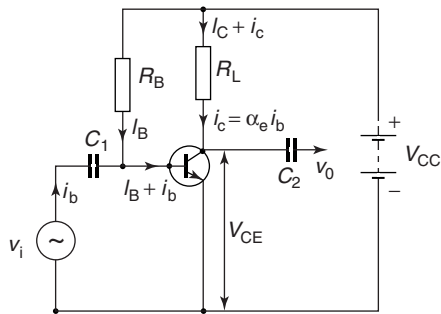 I_C + i_c
R_B
R_L
I_B
i_c = α_e i_b
C_1
+
V_CC
−
C_2
v_0
i_b
I_B + i_b
V_CE
v_i
~